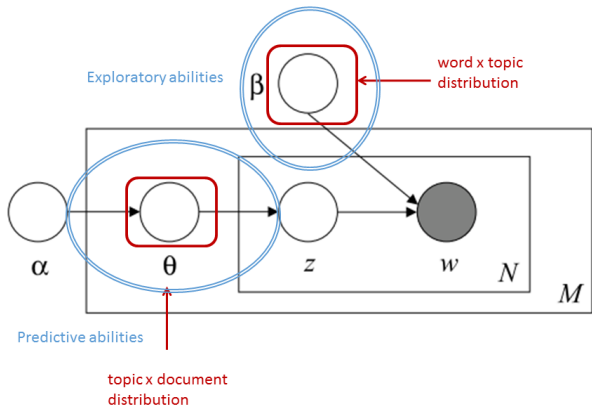 Exploratory abilities
β
word x topic
distribution
α
θ
z
w
N
M
Predictive abilities
topic x document
distribution